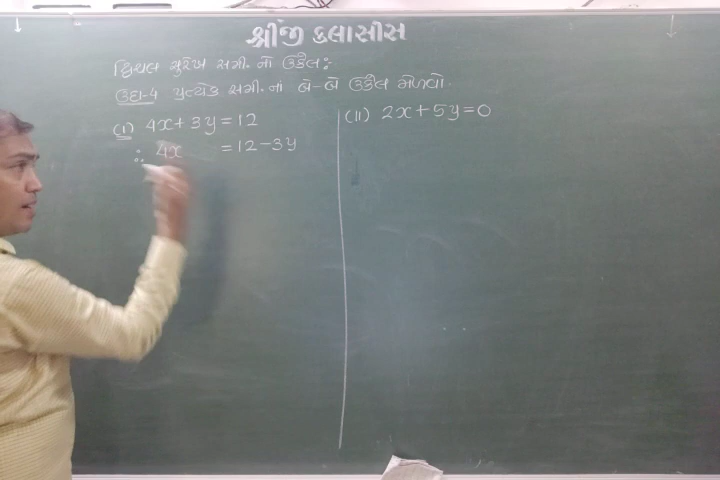 શ્રીજી કલાસીસ
દ્વિચલ સુરેખ સમી. નો ઉકેલ :-
ઉદા-4 પ્રત્યેક સમી. નાં બે-બે ઉકેલ મેળવો.
(i) 4x + 3y = 12
∴ 4x = 12 - 3y
(ii) 2x + 5y = 0